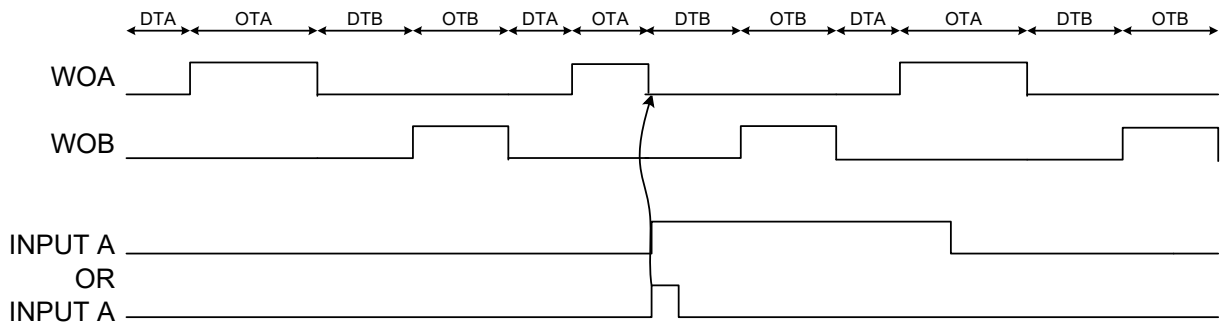 DTA OTA DTB OTB DTA OTA DTB OTB DTA OTA DTB OTB
WOA
WOB
INPUT A
OR
INPUT A